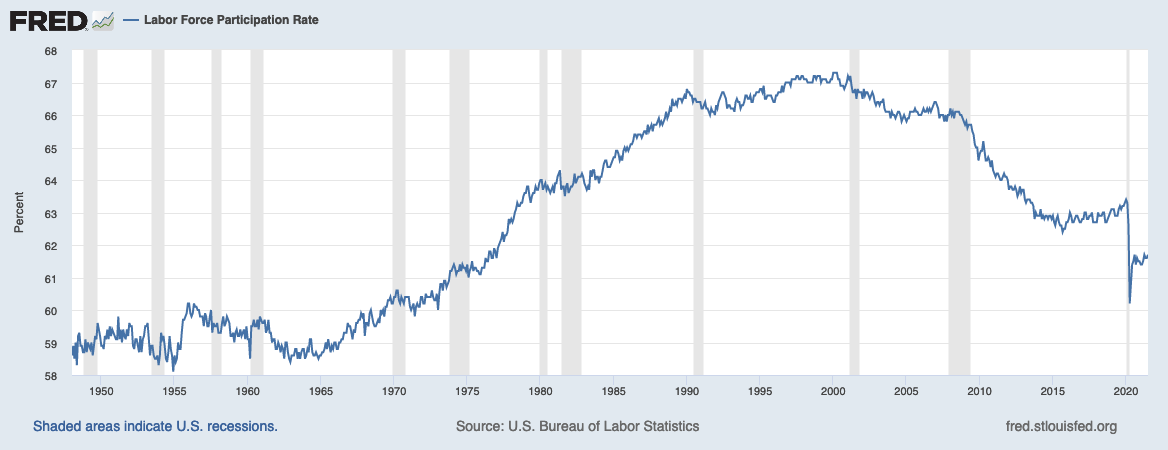 FRED Labor Force Participation Rate
Percent
68
67
66
65
64
63
62
61
60
59
58
1950 1955 1960 1965 1970 1975 1980 1985 1990 1995 2000 2005 2010 2015 2020
Shaded areas indicate U.S. recessions. Source: U.S. Bureau of Labor Statistics fred.stlouisfed.org